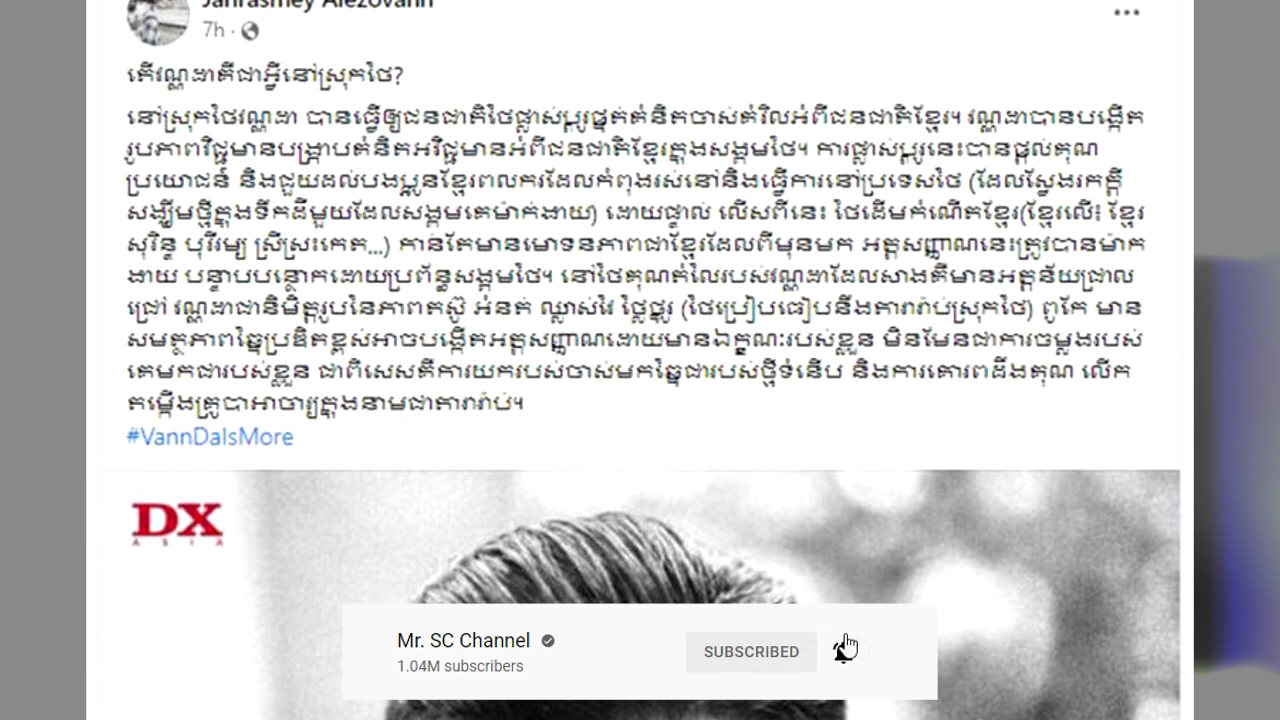 Janrasmey Alezovann
7h ·
តើវណ្ណដាគឺជាអ្វីនៅស្រុកថៃ?
នៅស្រុកថៃវណ្ណដា បានធ្វើឲ្យជនជាតិថៃផ្លាស់ប្តូរផ្នត់គំនិតចាស់គំរិលអំពីជនជាតិខ្មែរ។ វណ្ណដាបានបង្កើត
រូបភាពវិជ្ជមានបង្ក្រាបគំនិតអវិជ្ជមានអំពីជនជាតិខ្មែរក្នុងសង្គមថៃ។ ការផ្លាស់ប្តូរនេះបានផ្តល់គុណ
ប្រយោជន៍ និងជួយដល់បងប្អូនខ្មែរពលករដែលកំពុងរស់នៅនិងធ្វើការនៅប្រទេសថៃ (ដែលស្វែងរកក្តី
សង្ឃឹមថ្មីក្នុងទឹកដីមួយដែលសង្គមគេម៉ាក់ងាយ) ដោយផ្ទាល់ លើសពីនេះ ថៃដើមកំណើតខ្មែរ(ខ្មែរលើ៖ ខ្មែរ
សុរិន្ទ បុរីរម្យ ស្រីស្រះកេត...) កាន់តែមានមោទនភាពជាខ្មែរដែលពីមុនមក អត្តសញ្ញាណនេះត្រូវបានម៉ាក
ងាយ បន្ទាបបន្ថោកដោយប្រព័ន្ធសង្គមថៃ។ នៅថៃគុណតំលៃរបស់វណ្ណដាដែលសាងគឺមានអត្ថន័យជ្រាល
ជ្រៅ វណ្ណដាជានិមិត្តរូបនៃភាពតស៊ូ អំនត់ ឈ្លាសវៃ ថ្លៃថ្នូរ (ថៃប្រៀបធៀបនឹងតារារ៉ាប់ស្រុកថៃ) ពូកែ មាន
សមត្ថភាពច្នៃប្រឌិតខ្ពស់អាចបង្កើតអត្តសញ្ញាណដោយមានឯក្ខណៈរបស់ខ្លួន មិនមែនជាការចម្លងរបស់
គេមកជារបស់ខ្លួន ជាពិសេសគឺការយករបស់ចាស់មកច្នៃជារបស់ថ្មីទំនើប និងការគោរពដឹងគុណ លើក
តម្កើងគ្រូបាអាចារ្យក្នុងនាមជាតារារ៉ាប់។
#VannDaIsMore
DX
ASIA
Mr. SC Channel
SUBSCRIBED
1.04M subscribers